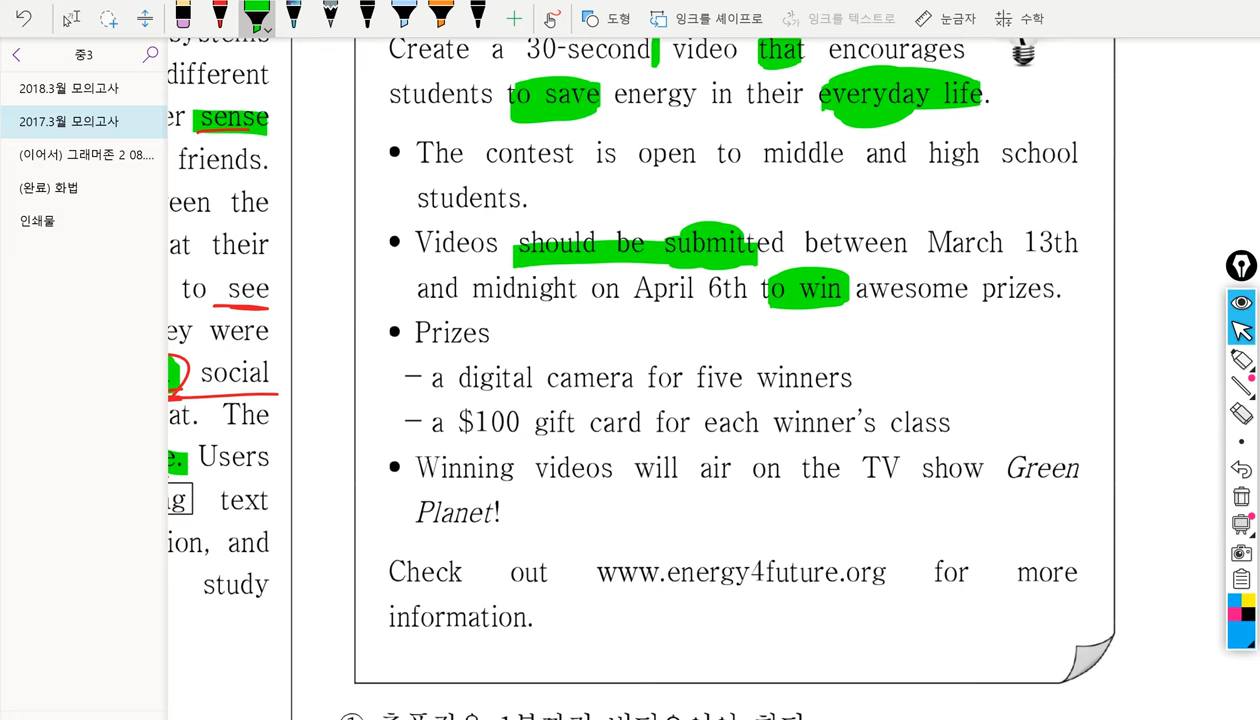 도형
잉크를 셰이프로
잉크를 텍스트로
눈금자
수학
중3
2018.3월 모의고사
2017.3월 모의고사
(이어서) 그래머존 2 08....
(완료) 화법
인쇄물
different
er sense
friends.
een the
at their
to see
ey were
social
at. The
e. Users
ng text
ion, and
study
Create a 30-second video that encourages
students to save energy in their everyday life.
• The contest is open to middle and high school
students.
• Videos should be submitted between March 13th
and midnight on April 6th to win awesome prizes.
• Prizes
- a digital camera for five winners
- a $100 gift card for each winner's class
• Winning videos will air on the TV show Green
Planet!
Check out www.energy4future.org for more
information.